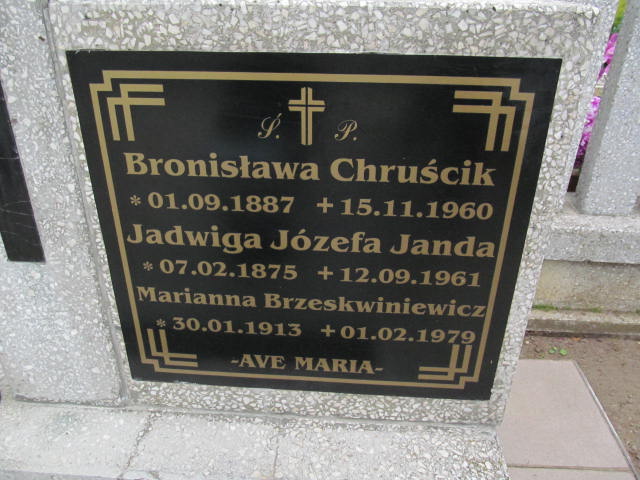 Ś. P.
Bronisława Chruścik
* 01.09.1887 + 15.11.1960
Jadwiga Józefa Janda
* 07.02.1875 + 12.09.1961
Marianna Brzeskwiniewicz
* 30.01.1913 + 01.02.1979
-AVE MARIA-